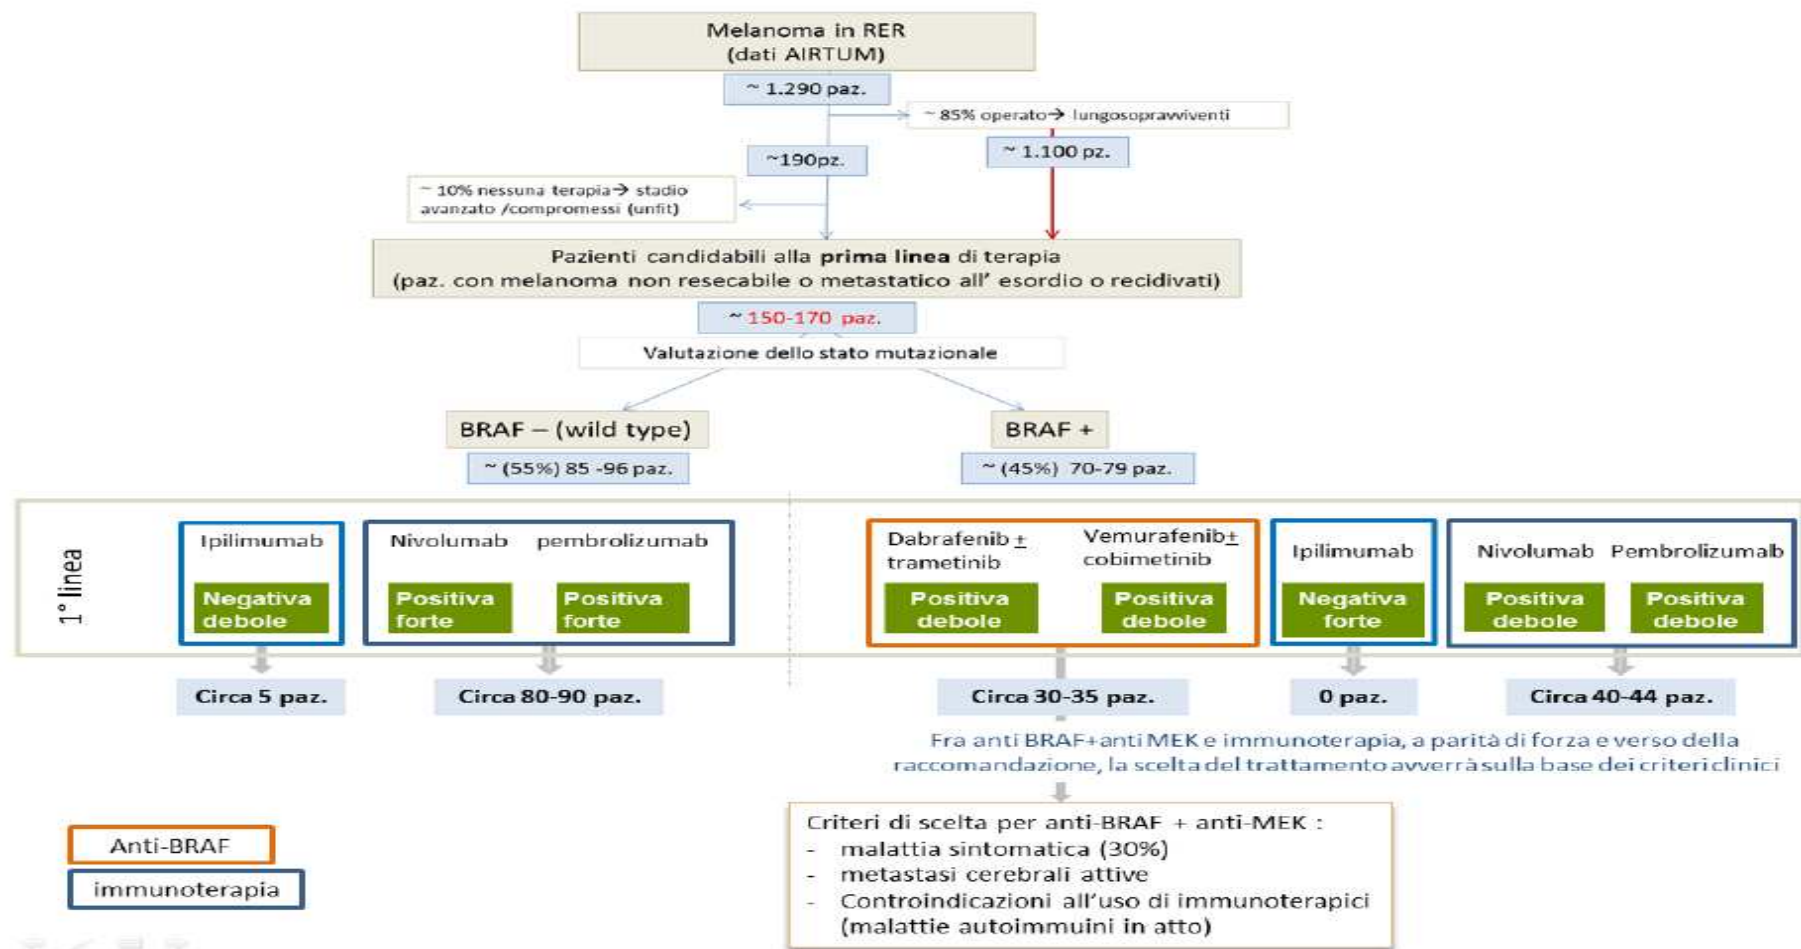 Melanoma in RER
(dati AIRTUM)
~ 1.290 paz.
~ 85% operato→ lungosopravviventi
~190pz.
~ 1.100 pz.
~ 10% nessuna terapia→ stadio
avanzato /compromessi (unfit)
Pazienti candidabili alla prima linea di terapia
(paz. con melanoma non resecabile o metastatico all' esordio o recidivati)
~ 150-170 paz.
Valutazione dello stato mutazionale
BRAF – (wild type)
BRAF +
~ (55%) 85 -96 paz.
~ (45%) 70-79 paz.
1° linea
Ipilimumab
Negativa
debole
Nivolumab
Positiva
forte
pembrolizumab
Positiva
forte
Dabrafenib ±
trametinib
Positiva
debole
Vemurafenib±
cobimetinib
Positiva
debole
Ipilimumab
Negativa
forte
Nivolumab
Positiva
debole
Pembrolizumab
Positiva
debole
Circa 5 paz.
Circa 80-90 paz.
Circa 30-35 paz.
0 paz.
Circa 40-44 paz.
Fra anti BRAF+anti MEK e immunoterapia, a parità di forza e verso della
raccomandazione, la scelta del trattamento avverrà sulla base dei criteri clinici
Criteri di scelta per anti-BRAF + anti-MEK :
- malattia sintomatica (30%)
- metastasi cerebrali attive
- Controindicazioni all'uso di immunoterapici
(malattie autoimmuini in atto)
Anti-BRAF
immunoterapia